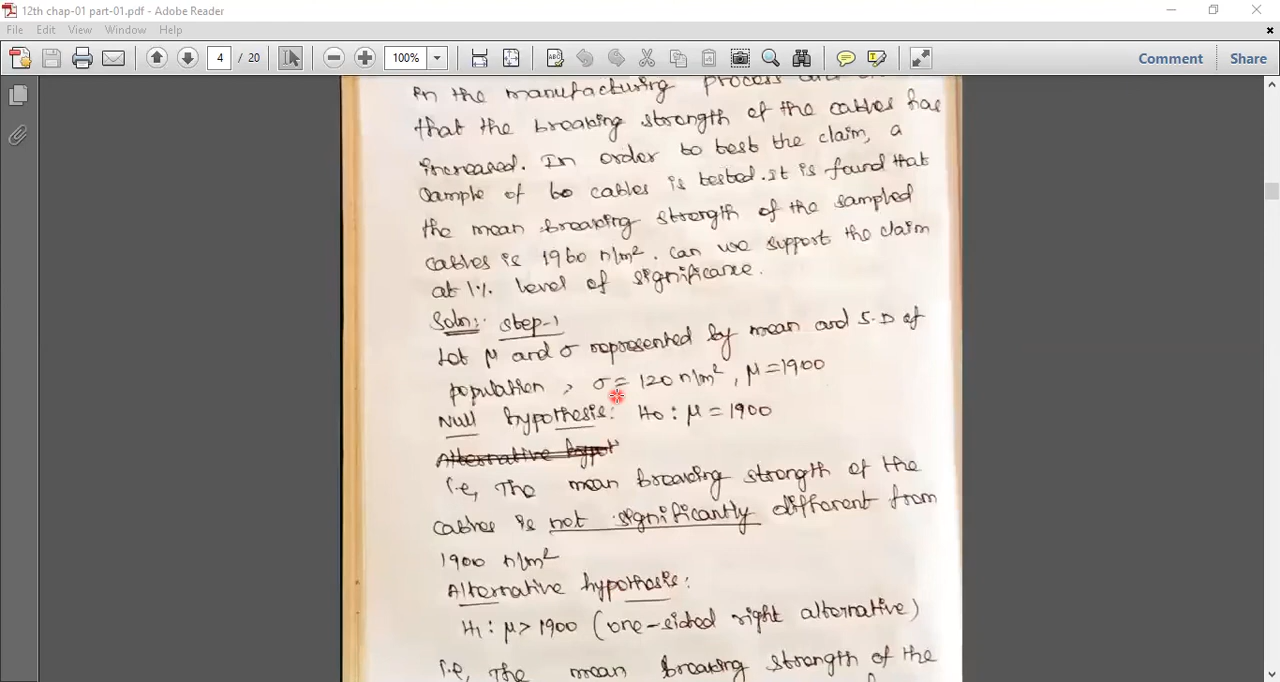 12th chap-01 part-01.pdf - Adobe Reader
File Edit View Window Help
4 / 20 100% Comment Share
In the manufacturing process
that the breaking strength of the cables has
increased. In order to test the claim, a
Sample of 60 cables is tested. It is found that
the mean breaking strength of the sampled
cables is 1960 n/m². can we support the claim
at 1% level of significance.
Soln: step-1
Let μ and σ represented by mean and S.D of
population, σ = 120 n/m², μ = 1900
Null hypothesis: H₀ : μ = 1900
Alternative hypot
i.e, The mean breaking strength of the
cables is not significantly different from
1900 n/m²
Alternative hypothesis:
H₁ : μ > 1900 (one-sided right alternative)
i.e, The mean breaking strength of the